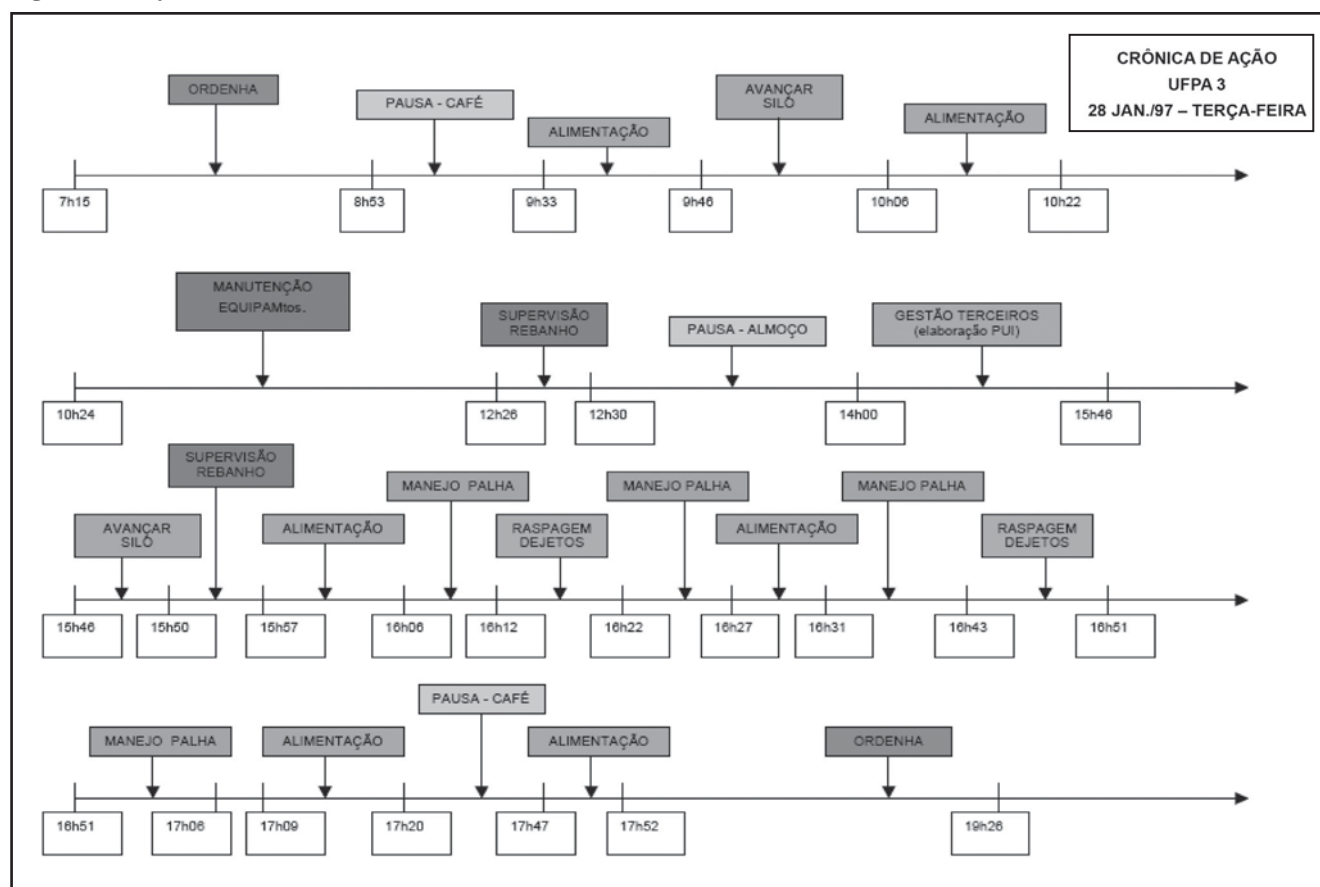 CRÔNICA DE AÇÃO
UFPA 3
28 JAN./97 – TERÇA-FEIRA
ORDENHA
PAUSA - CAFÉ
ALIMENTAÇÃO
AVANÇAR
SILÔ
ALIMENTAÇÃO
7h15
8h53
9h33
9h46
10h06
10h22
MANUTENÇÃO
EQUIPAMtos.
SUPERVISÃO
REBANHO
PAUSA - ALMOÇO
GESTÃO TERCEIROS
(elaboração PUI)
10h24
12h26
12h30
14h00
15h46
AVANÇAR
SILÔ
SUPERVISÃO
REBANHO
ALIMENTAÇÃO
MANEJO PALHA
RASPAGEM
DEJETOS
MANEJO PALHA
ALIMENTAÇÃO
MANEJO PALHA
RASPAGEM
DEJETOS
15h46
15h50
15h57
16h06
16h12
16h22
16h27
16h31
16h43
16h51
MANEJO PALHA
ALIMENTAÇÃO
PAUSA - CAFÉ
ALIMENTAÇÃO
ORDENHA
16h51
17h06
17h09
17h20
17h47
17h52
19h26